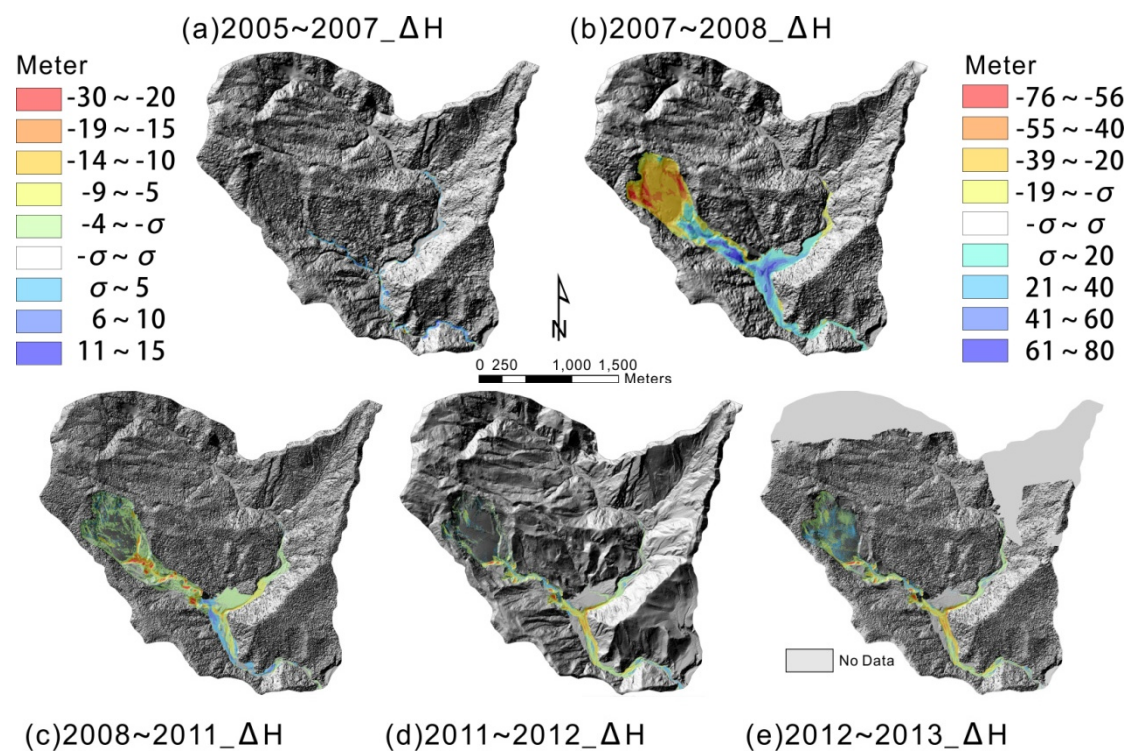 (a)2005~2007_ΔH
(b)2007~2008_ΔH
Meter
-30 ~ -20
-19 ~ -15
-14 ~ -10
-9 ~ -5
-4 ~ -σ
-σ ~ σ
σ ~ 5
6 ~ 10
11 ~ 15
Meter
-76 ~ -56
-55 ~ -40
-39 ~ -20
-19 ~ -σ
-σ ~ σ
σ ~ 20
21 ~ 40
41 ~ 60
61 ~ 80
N
0 250 1,000 1,500
Meters
No Data
(c)2008~2011_ΔH
(d)2011~2012_ΔH
(e)2012~2013_ΔH